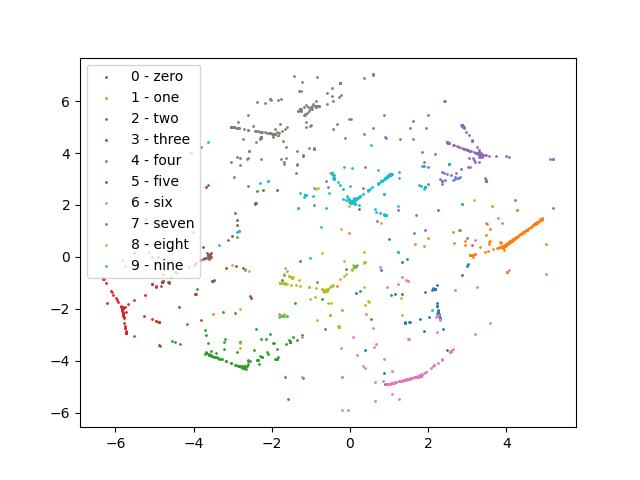 0 - zero
1 - one
2 - two
3 - three
4 - four
5 - five
6 - six
7 - seven
8 - eight
9 - nine
6
4
2
0
−2
−4
−6
−6 −4 −2 0 2 4